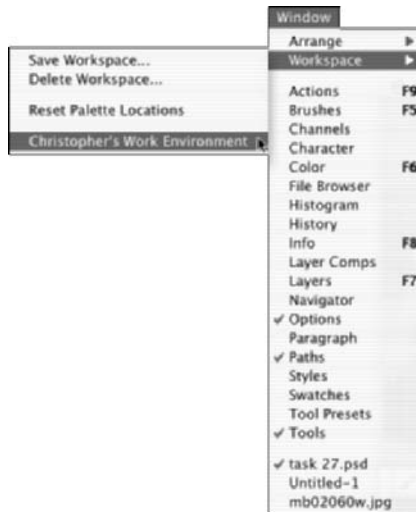 Window
Arrange
Workspace
Save Workspace...
Delete Workspace...
Reset Palette Locations
Christopher's Work Environment
Actions F9
Brushes F5
Channels
Character
Color F6
File Browser
Histogram
History
Info F8
Layer Comps
Layers F7
Navigator
Options
Paragraph
Paths
Styles
Swatches
Tool Presets
Tools
task 27.psd
Untitled-1
mb02060w.jpg